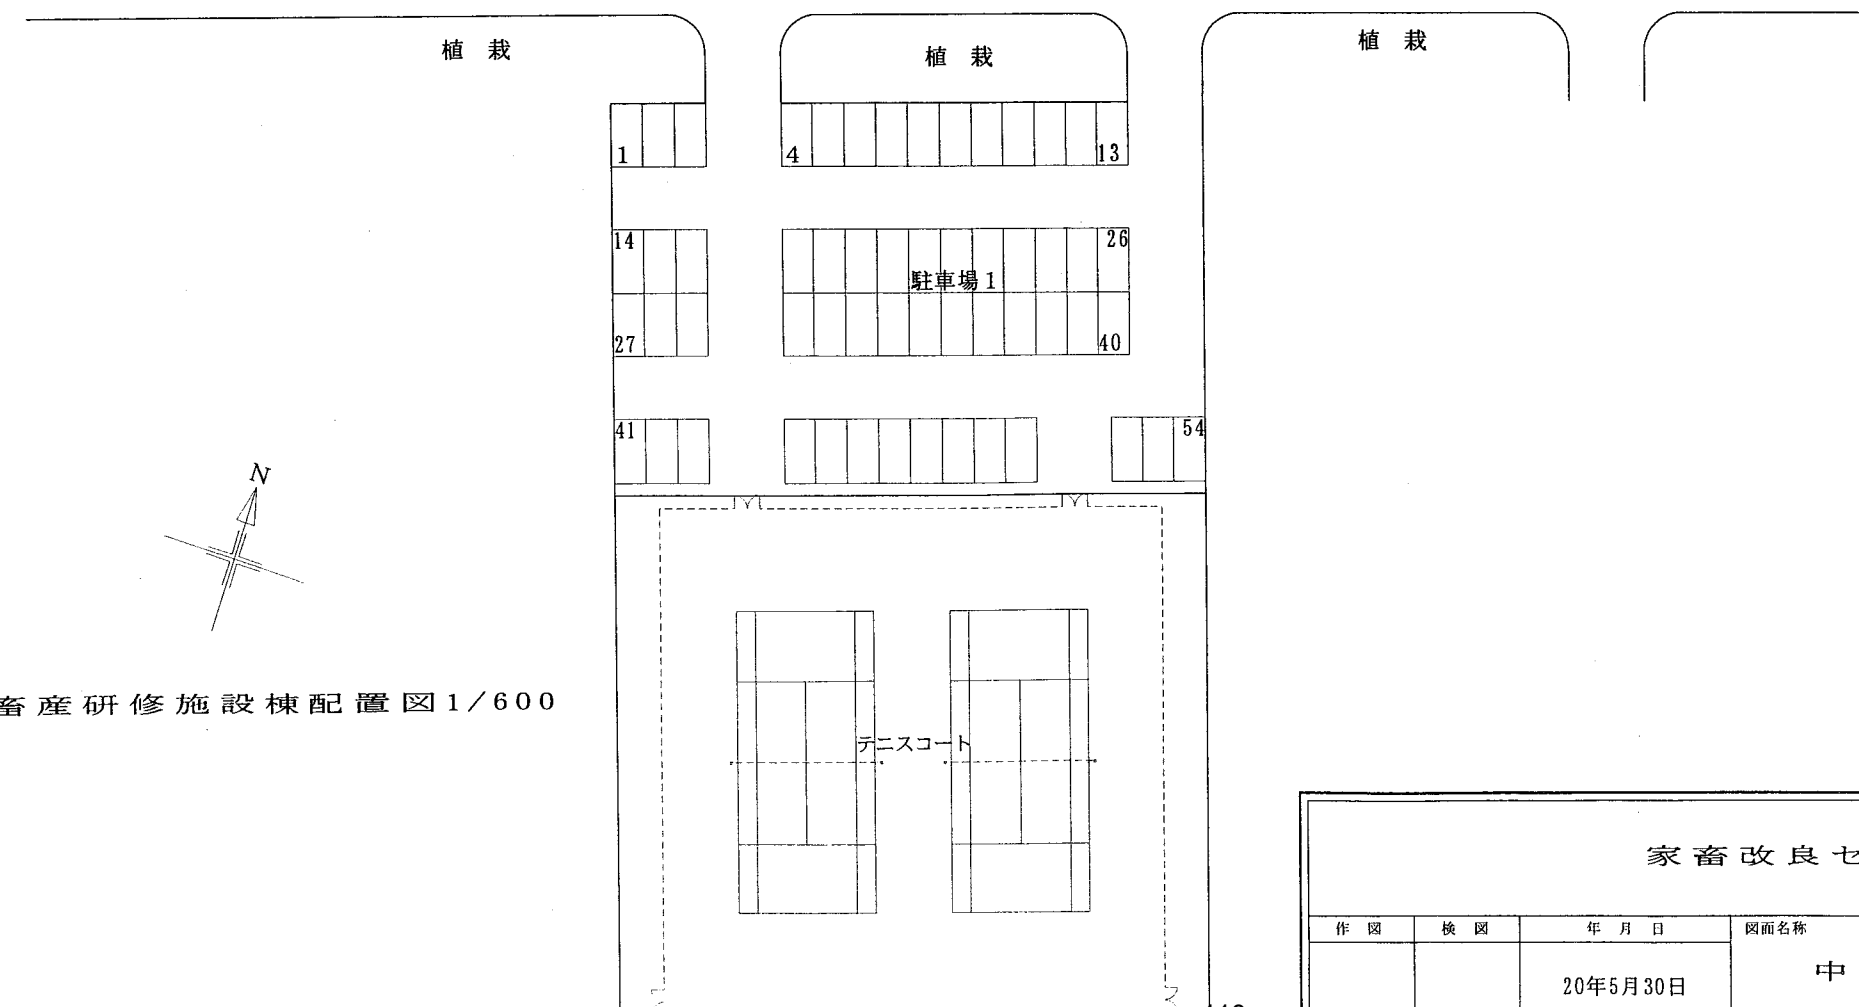 植栽
植栽
植栽
1
4
13
14
26
駐車場1
27
40
41
54
N
畜産研修施設棟配置図1/600
テニスコート
家畜改良セ
作図
検図
年月日
図面名称
中
20年5月30日